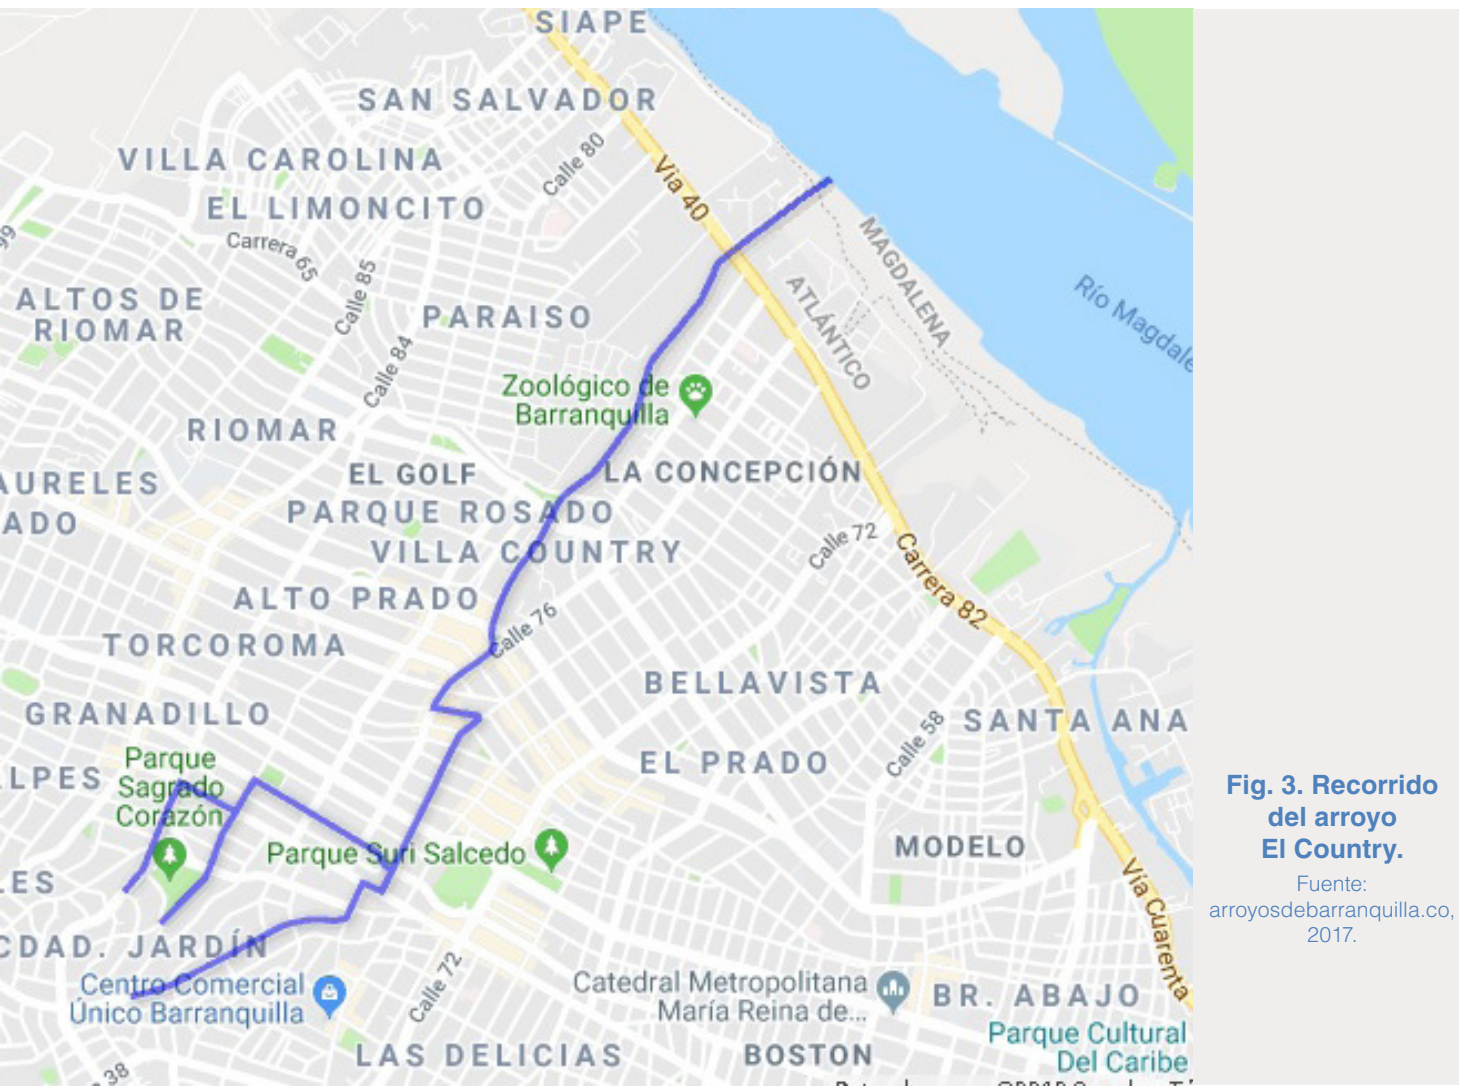 SIAPE
SAN SALVADOR
Calle 80
VILLA CAROLINA
Vía 40
EL LIMONCITO
Carrera 65
99
Calle 85
MAGDALENA
ATLÁNTICO
Río Magdale
ALTOS DE
RIOMAR
PARAISO
Calle 84
Zoológico de
Barranquilla
RIOMAR
AURELES
ADO
EL GOLF
LA CONCEPCIÓN
PARQUE ROSADO
VILLA COUNTRY
Calle 72
Carrera 82
ALTO PRADO
Calle 76
TORCOROMA
BELLAVISTA
GRANADILLO
SANTA ANA
Calle 58
EL PRADO
LPES
Parque
Sagrado
Corazón
Parque Suri Salcedo
MODELO
LES
Vía Cuarenta
CDAD. JARDÍN
Calle 72
Centro Comercial
Único Barranquilla
Catedral Metropolitana
María Reina de...
BR. ABAJO
Parque Cultural
Del Caribe
LAS DELICIAS
BOSTON
38
Fig. 3. Recorrido
del arroyo
El Country.
Fuente:
arroyosdebarranquilla.co,
2017.